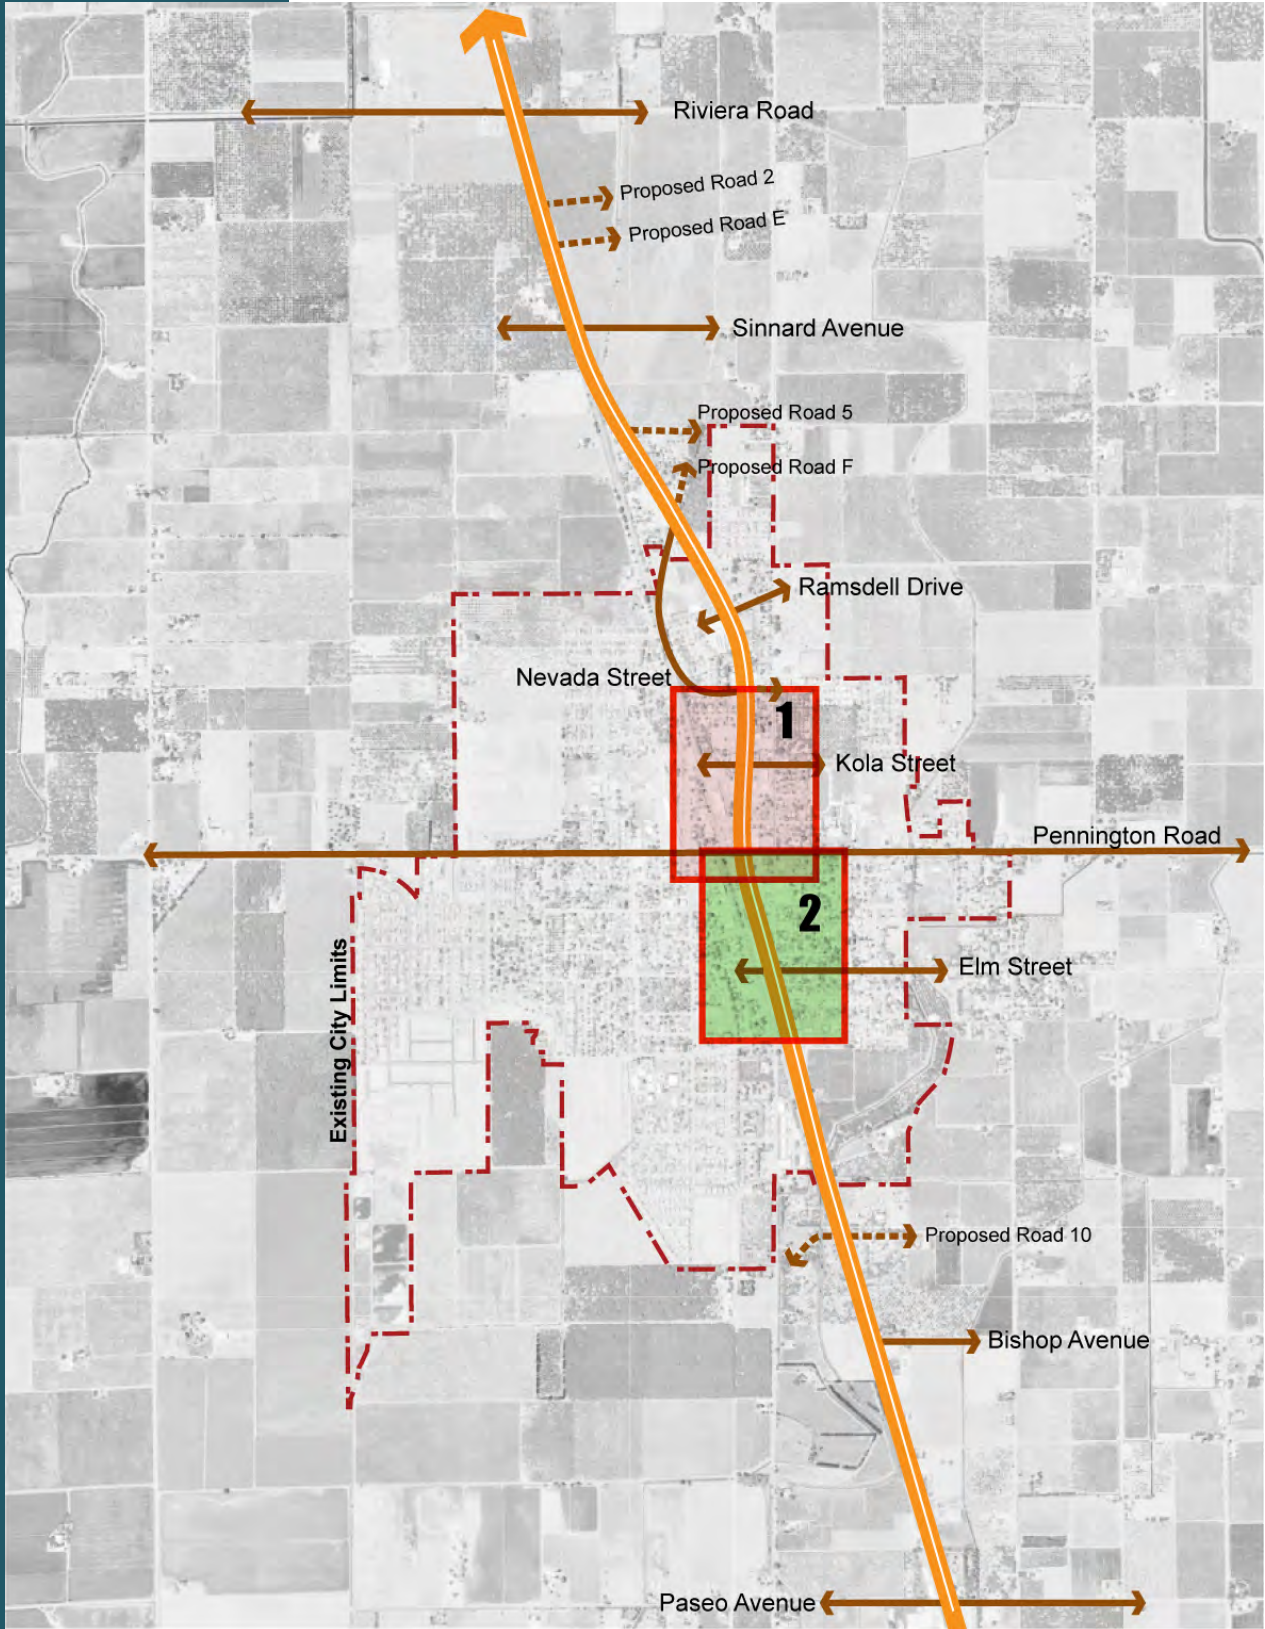 Riviera Road
Proposed Road 2
Proposed Road E
Sinnard Avenue
Proposed Road 5
Proposed Road F
Ramsdell Drive
Nevada Street
1
Kola Street
Pennington Road
2
Elm Street
Existing City Limits
Proposed Road 10
Bishop Avenue
Paseo Avenue